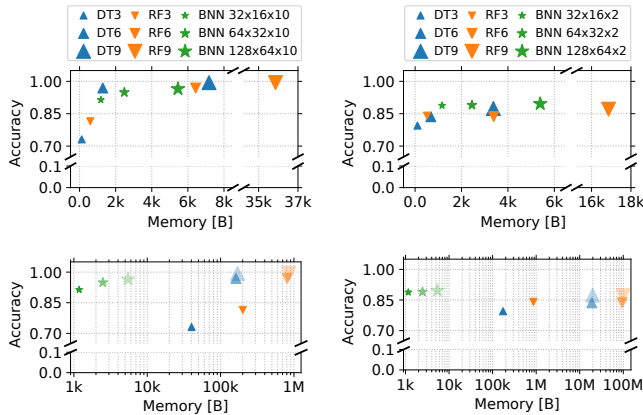 DT3 RF3 BNN 32x16x10
DT6 RF6 BNN 64x32x10
DT9 RF9 BNN 128x64x10
1.00
0.85
0.70
0.1
0.0
Accuracy
0.0 2k 4k 6k 8k 35k 37k
Memory [B]
DT3 RF3 BNN 32x16x2
DT6 RF6 BNN 64x32x2
DT9 RF9 BNN 128x64x2
1.00
0.85
0.70
0.1
0.0
Accuracy
0.0 2k 4k 6k 16k 18k
Memory [B]
1.00
0.85
0.70
0.1
0.0
Accuracy
1k 10k 100k 1M
Memory [B]
1.00
0.85
0.70
0.1
0.0
Accuracy
1k 10k 100k 1M 10M 100M
Memory [B]